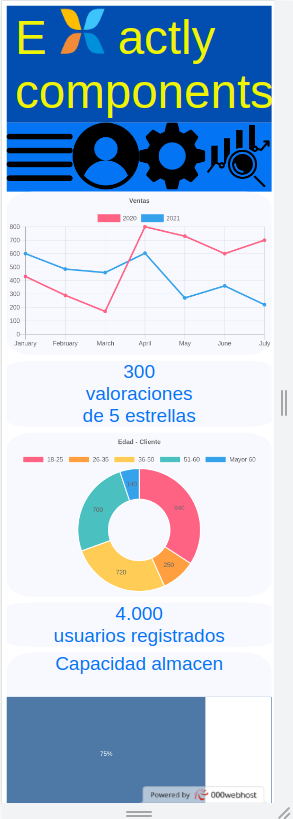 E actly
components
Ventas
2020 2021
800
700
600
500
400
300
200
100
0
January February March April May June July
300
valoraciones
de 5 estrellas
Edad - Cliente
18-25 26-35 36-50 51-60 Mayor 60
700
250
720
4.000
usuarios registrados
Capacidad almacen
75%
Powered by 000webhost